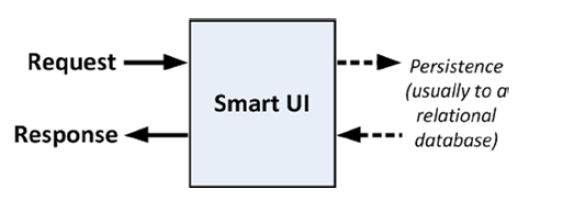 Request
Response
Smart UI
Persistence
(usually to a
relational
database)